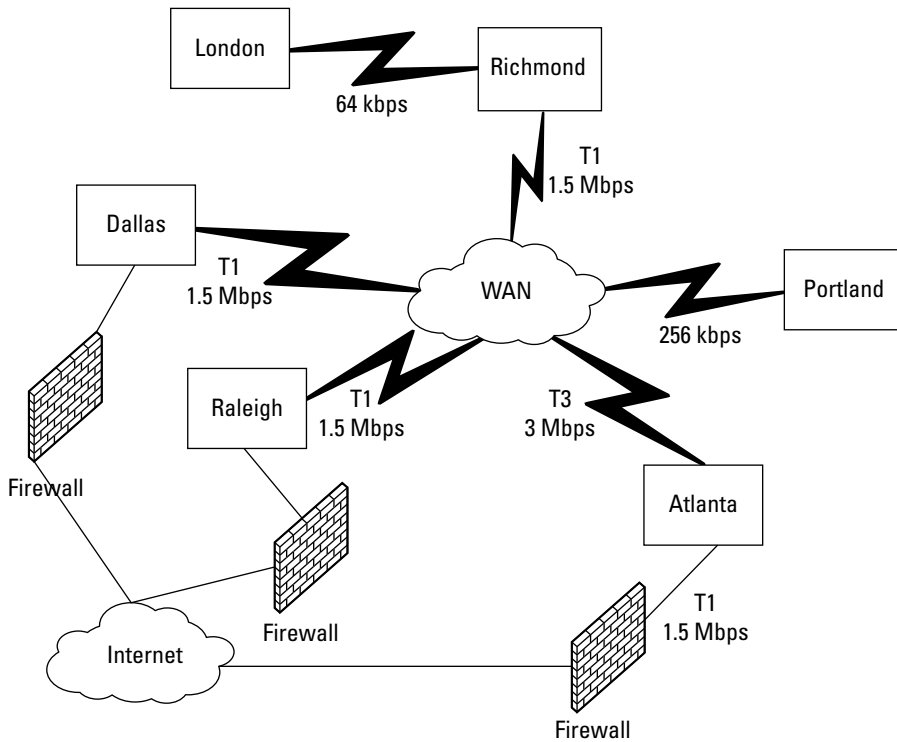 London
Richmond
64 kbps
T1
1.5 Mbps
Dallas
T1
1.5 Mbps
WAN
Portland
256 kbps
Raleigh
T1
1.5 Mbps
T3
3 Mbps
Firewall
Atlanta
T1
1.5 Mbps
Firewall
Internet
Firewall